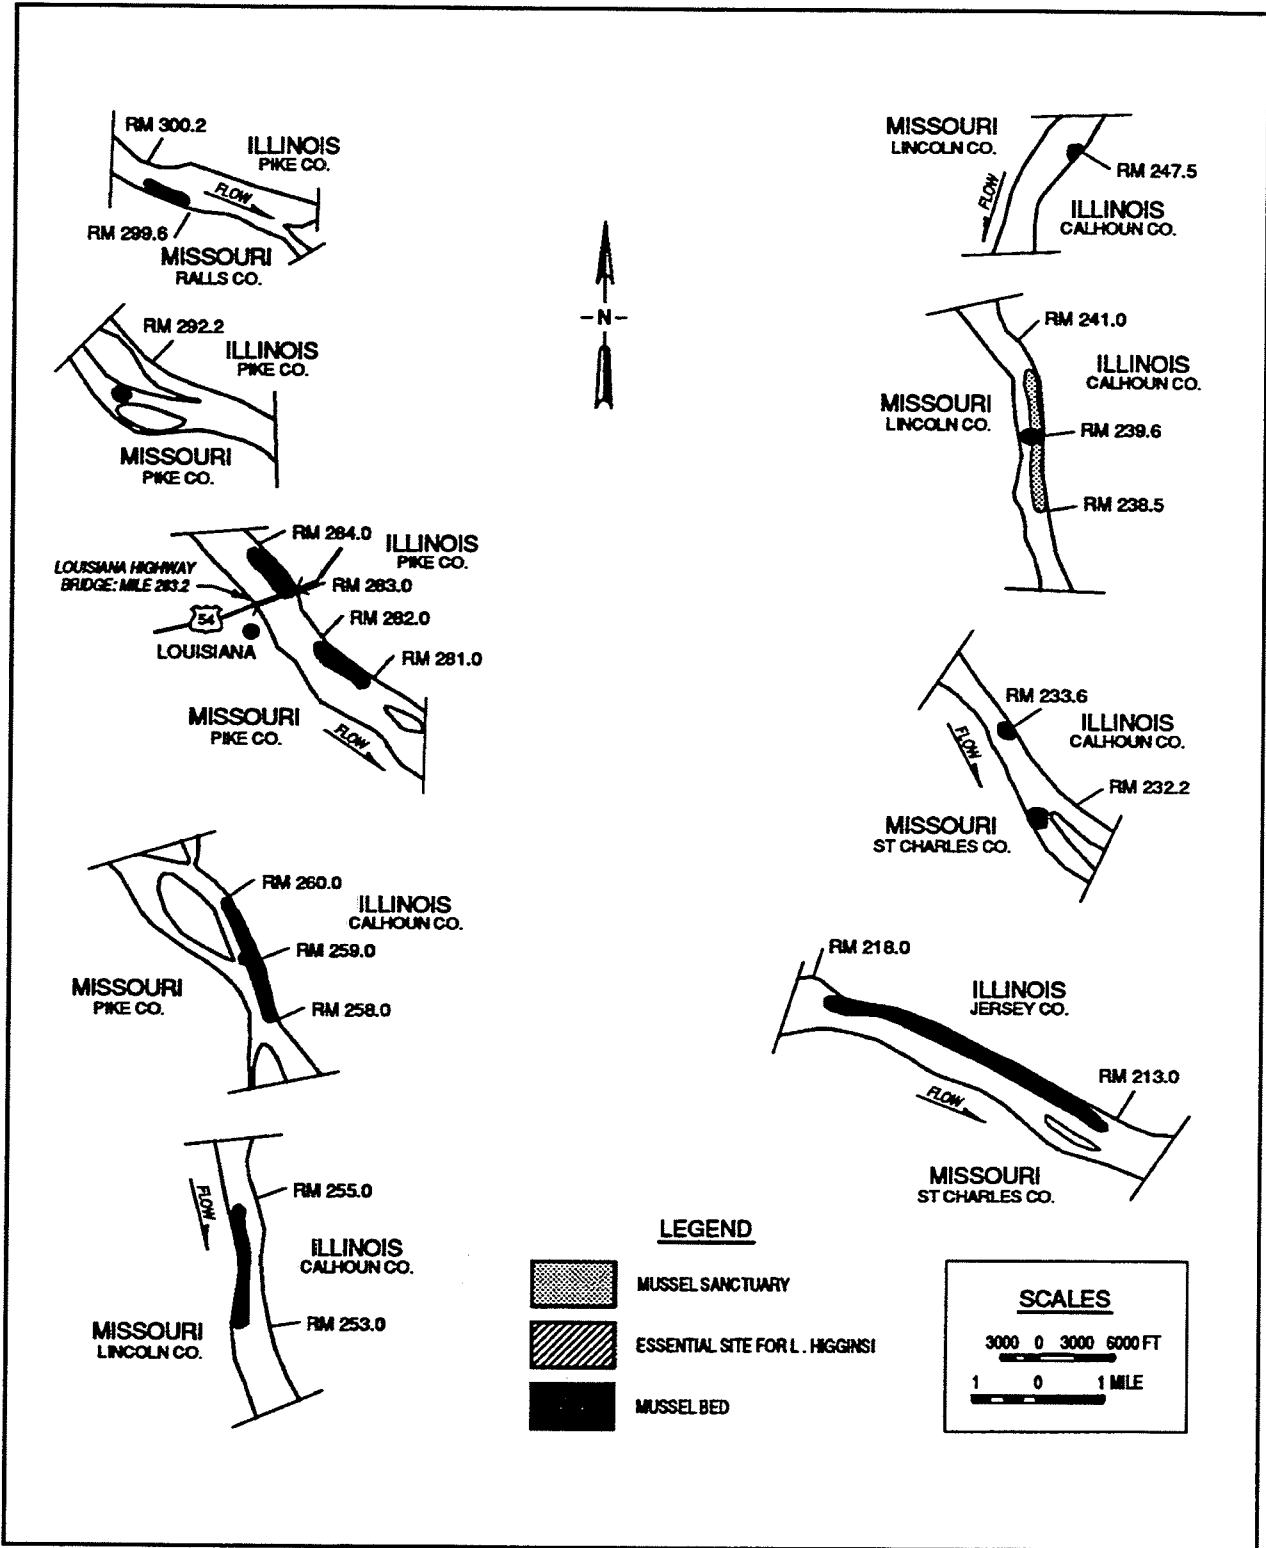 RM 300.2
ILLINOIS
PIKE CO.
FLOW
RM 299.6
MISSOURI
RALLS CO.
RM 292.2
ILLINOIS
PIKE CO.
MISSOURI
PIKE CO.
RM 284.0
ILLINOIS
PIKE CO.
LOUISIANA HIGHWAY
BRIDGE: MILE 283.2
RM 283.0
54
RM 282.0
LOUISIANA
RM 281.0
MISSOURI
PIKE CO.
FLOW
RM 260.0
ILLINOIS
CALHOUN CO.
RM 259.0
MISSOURI
PIKE CO.
RM 258.0
RM 255.0
FLOW
ILLINOIS
CALHOUN CO.
RM 253.0
MISSOURI
LINCOLN CO.
-N-
MISSOURI
LINCOLN CO.
RM 247.5
FLOW
ILLINOIS
CALHOUN CO.
RM 241.0
ILLINOIS
CALHOUN CO.
MISSOURI
LINCOLN CO.
RM 239.6
RM 238.5
RM 233.6
ILLINOIS
CALHOUN CO.
FLOW
RM 232.2
MISSOURI
ST CHARLES CO.
RM 218.0
ILLINOIS
JERSEY CO.
RM 213.0
FLOW
MISSOURI
ST CHARLES CO.
LEGEND
MUSSEL SANCTUARY
ESSENTIAL SITE FOR L. HIGGINSI
MUSSEL BED
SCALES
3000 0 3000 6000 FT
1 0 1 MILE